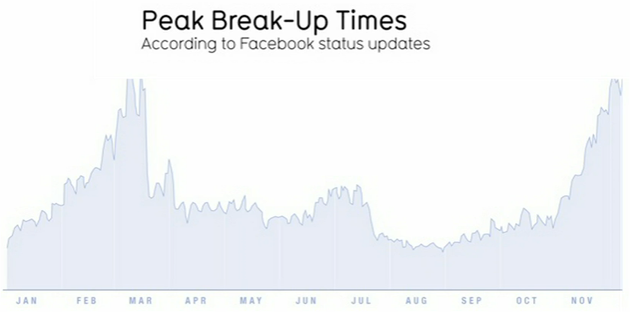 Peak Break-Up Times
According to Facebook status updates
JAN FEB MAR APR MAY JUN JUL AUG SEP OCT NOV